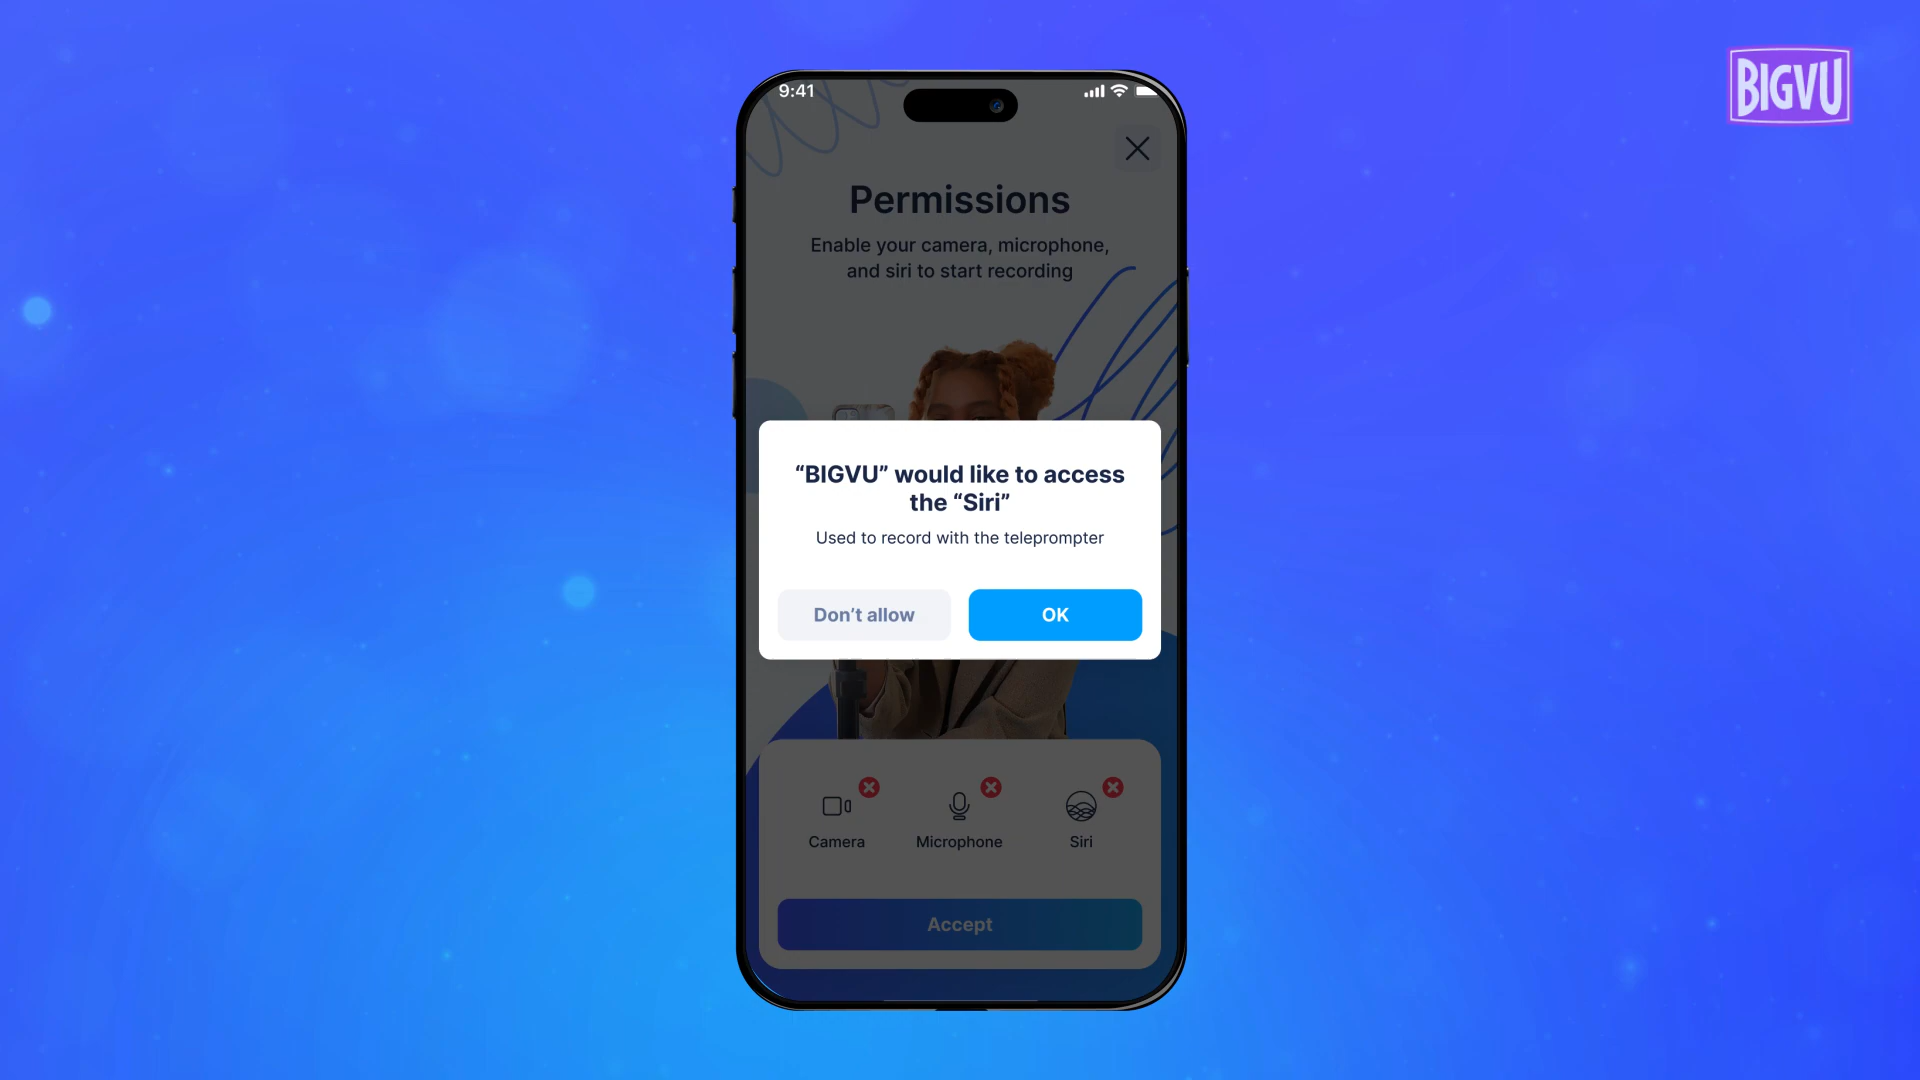 BIGVU
9:41
Permissions
Enable your camera, microphone,
and siri to start recording
“BIGVU” would like to access
the “Siri”
Used to record with the teleprompter
Don’t allow
OK
Camera
Microphone
Siri
Accept